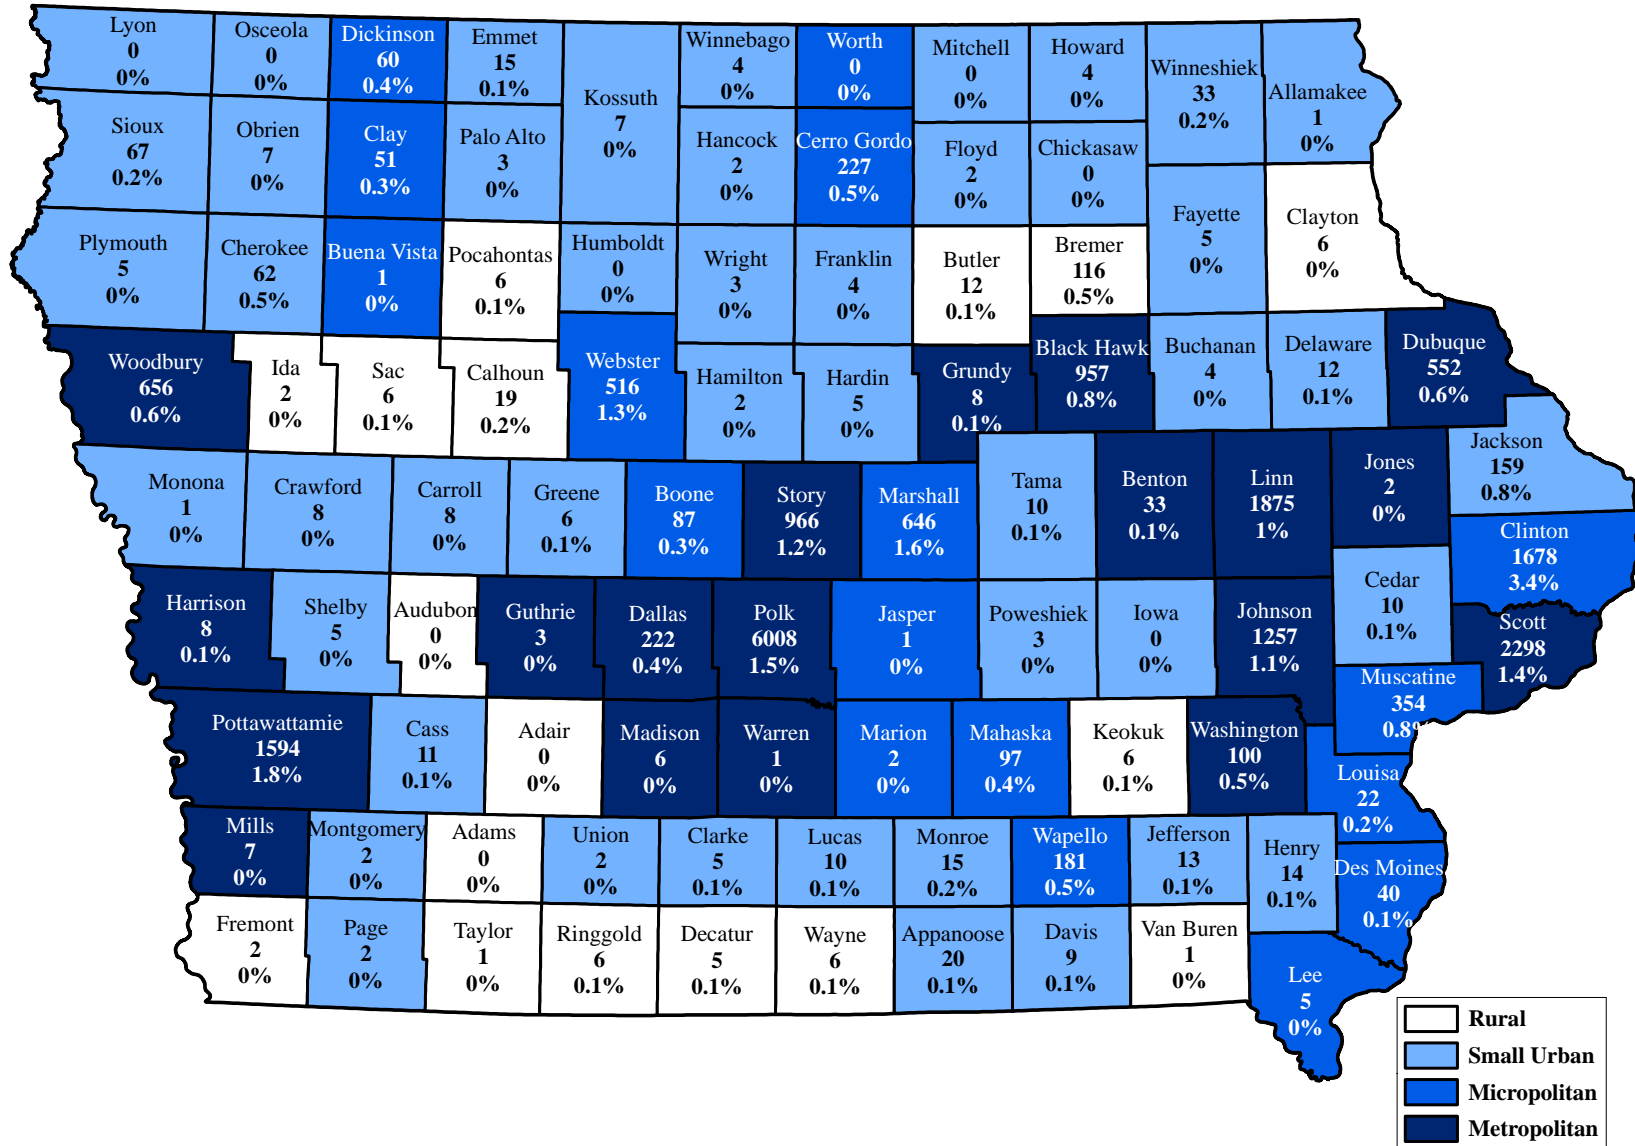 Lyon
0
0%
Osceola
0
0%
Dickinson
60
0.4%
Emmet
15
0.1%
Kossuth
7
0%
Winnebago
4
0%
Worth
0
0%
Mitchell
0
0%
Howard
4
0%
Winneshiek
33
0.2%
Allamakee
1
0%
Sioux
67
0.2%
Obrien
7
0%
Clay
51
0.3%
Palo Alto
3
0%
Hancock
2
0%
Cerro Gordo
227
0.5%
Floyd
2
0%
Chickasaw
0
0%
Fayette
5
0%
Clayton
6
0%
Plymouth
5
0%
Cherokee
62
0.5%
Buena Vista
1
0%
Pocahontas
6
0.1%
Humboldt
0
0%
Wright
3
0%
Franklin
4
0%
Butler
12
0.1%
Bremer
116
0.5%
Woodbury
656
0.6%
Ida
2
0%
Sac
6
0.1%
Calhoun
19
0.2%
Webster
516
1.3%
Hamilton
2
0%
Hardin
5
0%
Grundy
8
0.1%
Black Hawk
957
0.8%
Buchanan
4
0%
Delaware
12
0.1%
Dubuque
552
0.6%
Jackson
159
0.8%
Monona
1
0%
Crawford
8
0%
Carroll
8
0%
Greene
6
0.1%
Boone
87
0.3%
Story
966
1.2%
Marshall
646
1.6%
Tama
10
0.1%
Benton
33
0.1%
Linn
1875
1%
Jones
2
0%
Clinton
1678
3.4%
Harrison
8
0.1%
Shelby
5
0%
Audubon
0
0%
Guthrie
3
0%
Dallas
222
0.4%
Polk
6008
1.5%
Jasper
1
0%
Poweshiek
3
0%
Iowa
0
0%
Johnson
1257
1.1%
Cedar
10
0.1%
Scott
2298
1.4%
Muscatine
354
0.8%
Pottawattamie
1594
1.8%
Cass
11
0.1%
Adair
0
0%
Madison
6
0%
Warren
1
0%
Marion
2
0%
Mahaska
97
0.4%
Keokuk
6
0.1%
Washington
100
0.5%
Louisa
22
0.2%
Mills
7
0%
Montgomery
2
0%
Adams
0
0%
Union
2
0%
Clarke
5
0.1%
Lucas
10
0.1%
Monroe
15
0.2%
Wapello
181
0.5%
Jefferson
13
0.1%
Henry
14
0.1%
Des Moines
40
0.1%
Fremont
2
0%
Page
2
0%
Taylor
1
0%
Ringgold
6
0.1%
Decatur
5
0.1%
Wayne
6
0.1%
Appanoose
20
0.1%
Davis
9
0.1%
Van Buren
1
0%
Lee
5
0%
Rural
Small Urban
Micropolitan
Metropolitan